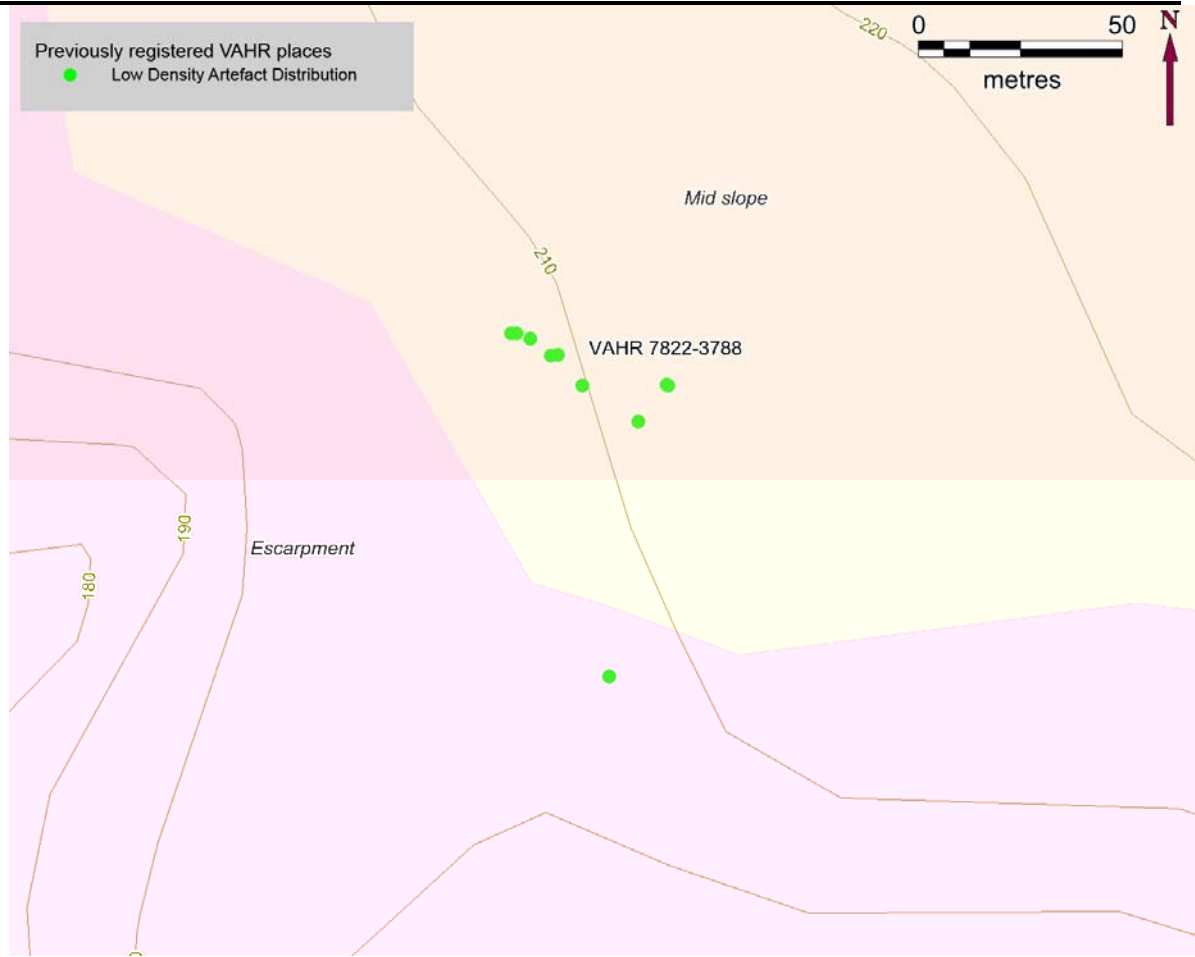 Previously registered VAHR places
Low Density Artefact Distribution
220
0 50
metres
N
Mid slope
210
VAHR 7822-3788
190
Escarpment
180